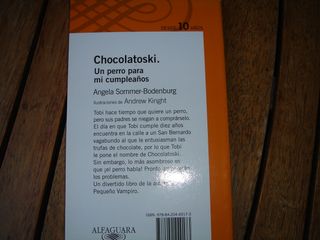 DESDE 10 AÑOS
Chocolatoski.
Un perro para
mi cumpleaños
Angela Sommer-Bodenburg
Ilustraciones de Andrew Kinght
Tobi hace tiempo que quiere un perro,
pero sus padres se niegan a comprárselo.
El día en que Tobi cumple diez años
encuentra en la calle a un San Bernardo
vagabundo al que le entusiasman las
trufas de chocolate, por lo que Tobi
le pone el nombre de Chocolatoski.
Sin embargo, lo más asombroso es
que ¡el perro habla! Pronto
los problemas.
Un divertido libro de la
Pequeño Vampiro.
ALFAGUARA